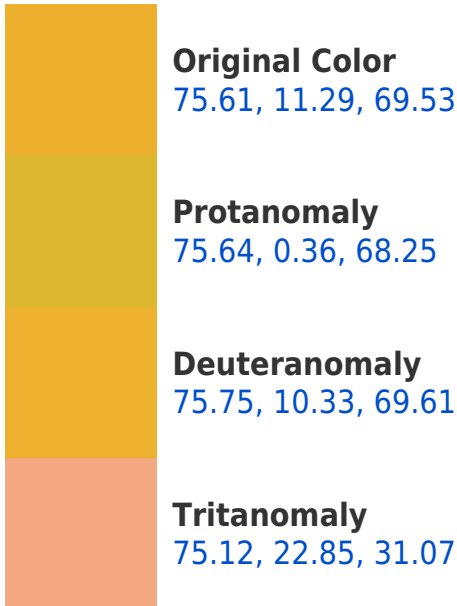 Original Color
75.61, 11.29, 69.53
Protanomaly
75.64, 0.36, 68.25
Deuteranomaly
75.75, 10.33, 69.61
Tritanomaly
75.12, 22.85, 31.07